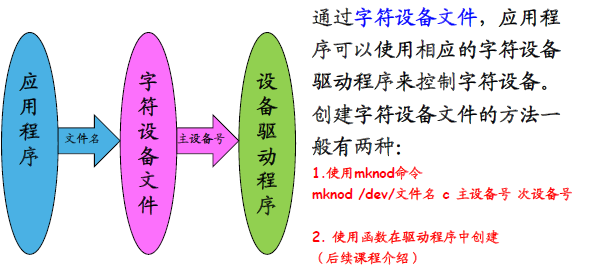 应用程序
文件名
字符设备文件
主设备号
设备驱动程序
通过字符设备文件，应用程
序可以使用相应的字符设备
驱动程序来控制字符设备。
创建字符设备文件的方法一
般有两种：
1.使用mknod命令
mknod /dev/文件名 c 主设备号 次设备号
2. 使用函数在驱动程序中创建
（后续课程介绍）